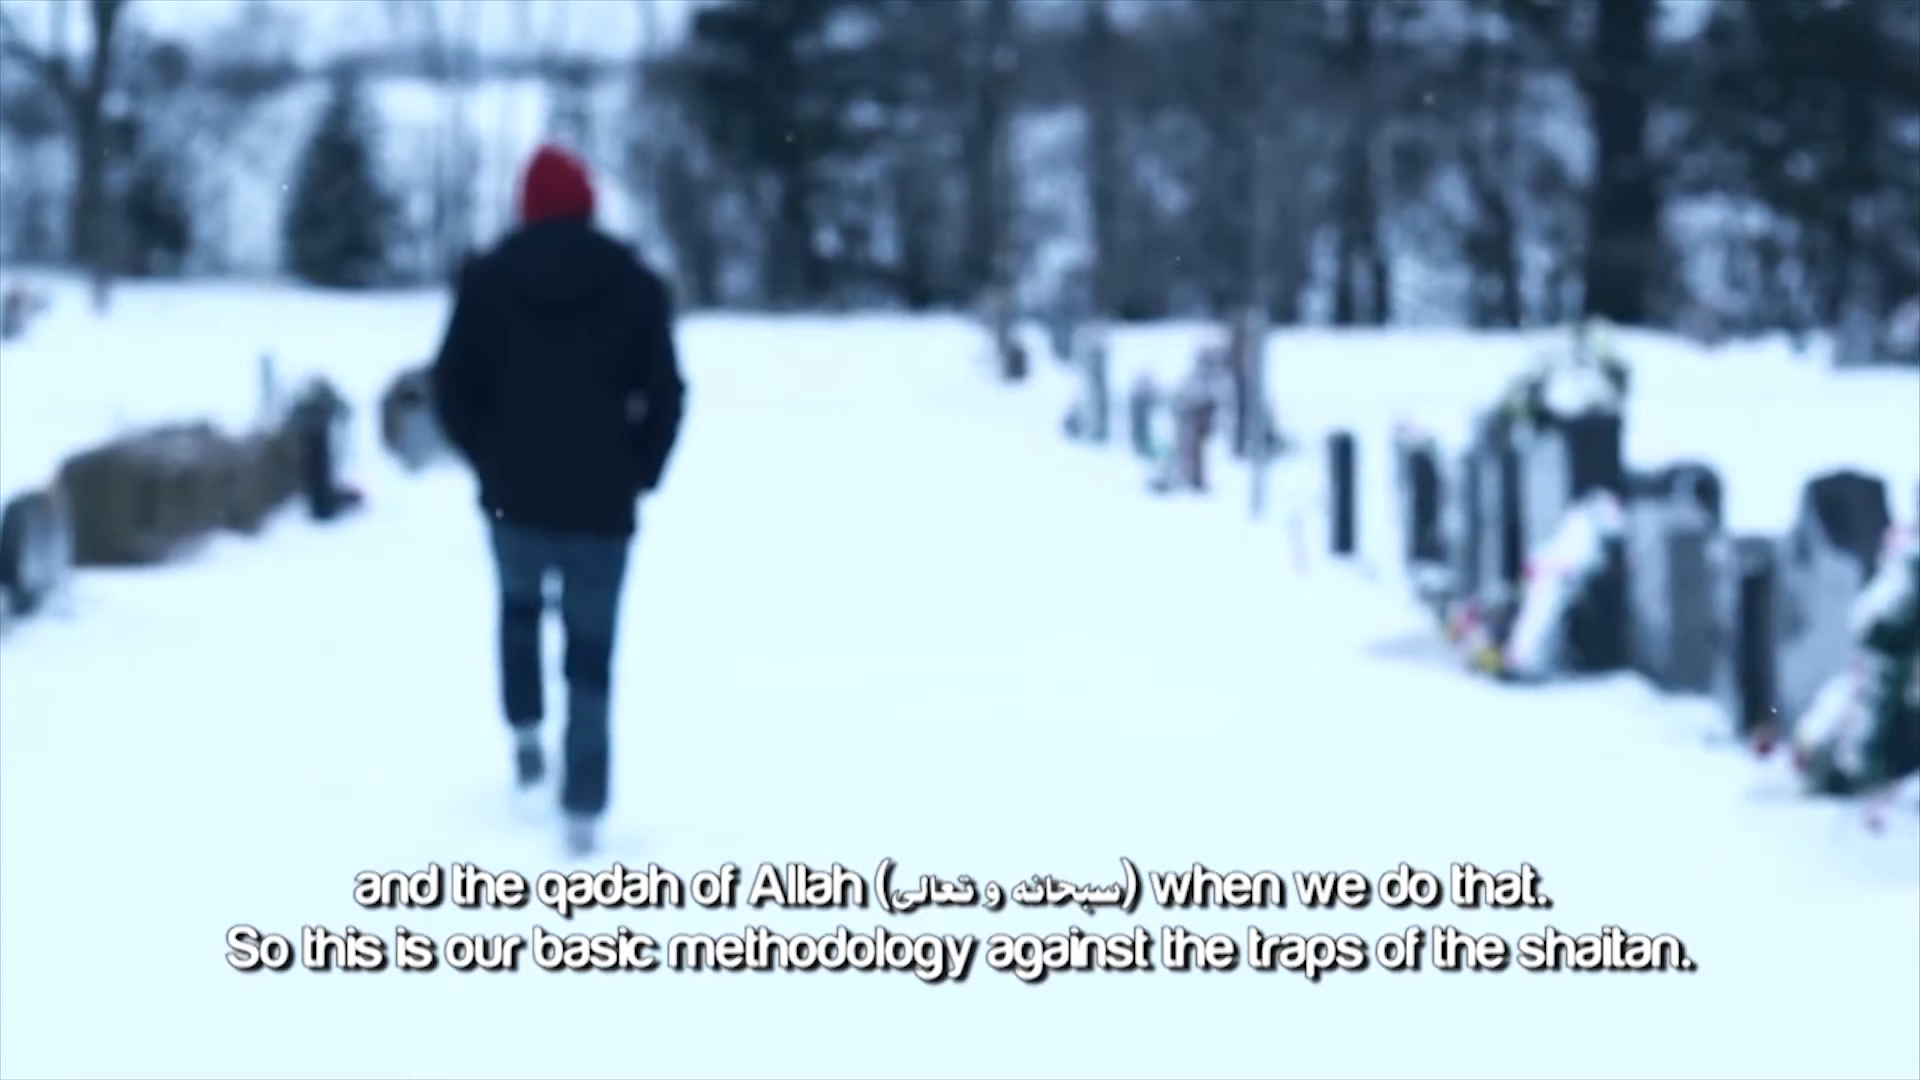 and the qadah of Allah (سبحانه و تعالى) when we do that.
So this is our basic methodology against the traps of the shaitan.